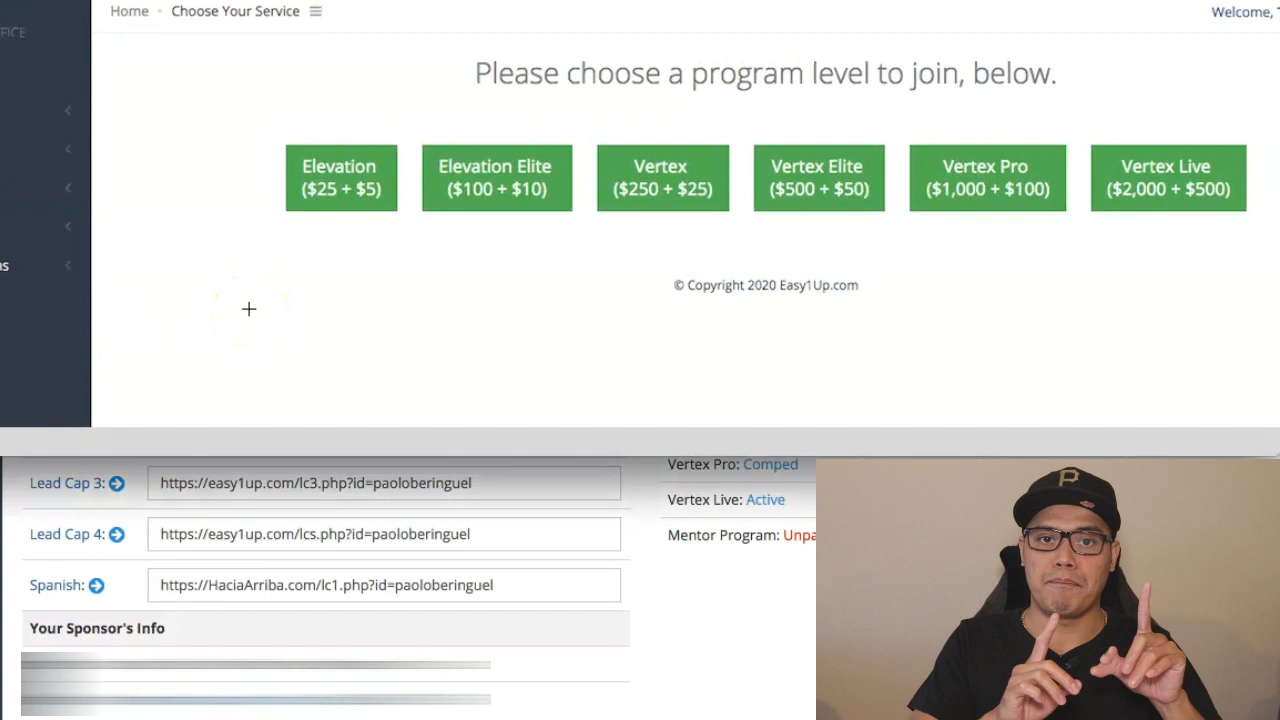 FICE
Home • Choose Your Service
Welcome, T
Please choose a program level to join, below.
Elevation
($25 + $5)
Elevation Elite
($100 + $10)
Vertex
($250 + $25)
Vertex Elite
($500 + $50)
Vertex Pro
($1,000 + $100)
Vertex Live
($2,000 + $500)
ns
© Copyright 2020 Easy1Up.com
Vertex Pro: Comped
Lead Cap 3: https://easy1up.com/lc3.php?id=paoloberinguel
Vertex Live: Active
Lead Cap 4: https://easy1up.com/lcs.php?id=paoloberinguel
Mentor Program: Unpa
Spanish: https://HaciaArriba.com/lc1.php?id=paoloberinguel
Your Sponsor's Info
P